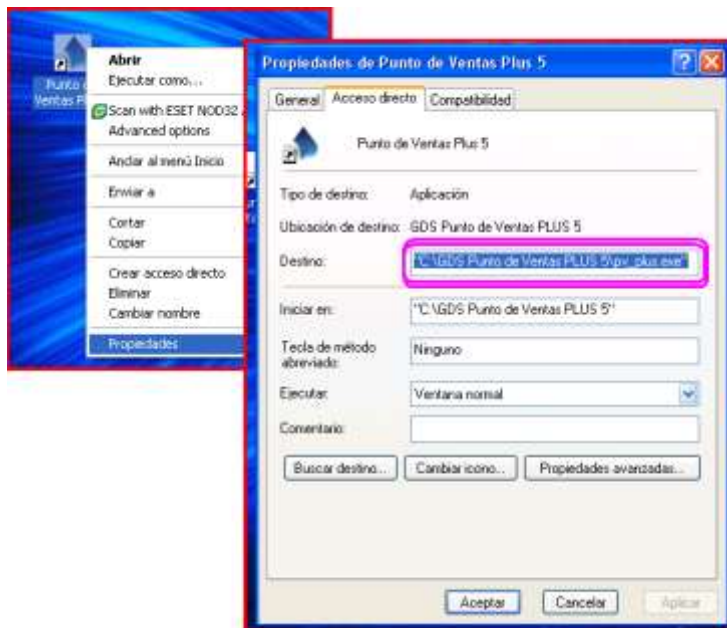 Punto
Ventas P
Abrir
Ejecutar como...
Scan with ESET NOD32
Advanced options
Anclar al menú Inicio
Enviar a
Cortar
Copiar
Crear acceso directo
Eliminar
Cambiar nombre
Propiedades
Propiedades de Punto de Ventas Plus 5
General
Acceso directo
Compatibilidad
Punto de Ventas Plus 5
Tipo de destino: Aplicación
Ubicación de destino: GDS Punto de Ventas PLUS 5
Destino: "C:\GDS Punto de Ventas PLUS 5\pv_plus.exe"
Iniciar en: "C:\GDS Punto de Ventas PLUS 5"
Tecla de método abreviado: Ninguno
Ejecutar: Ventana normal
Comentario:
Buscar destino... Cambiar icono... Propiedades avanzadas...
Aceptar Cancelar Aplicar